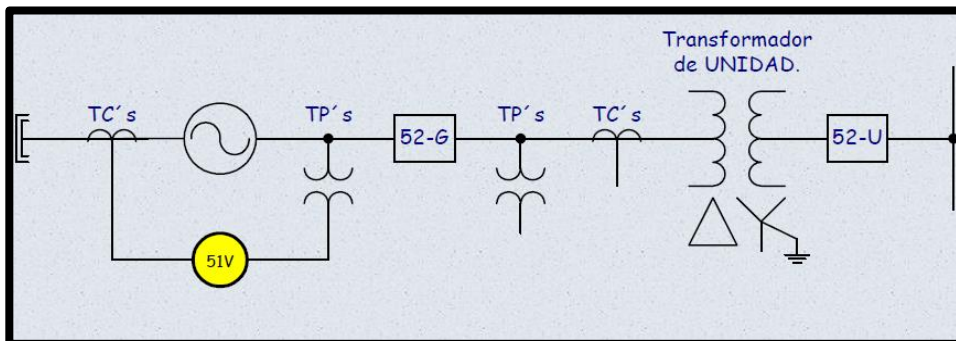 Transformador
de UNIDAD.
TC´s
TP´s
52-G
TP´s
TC´s
52-U
51V